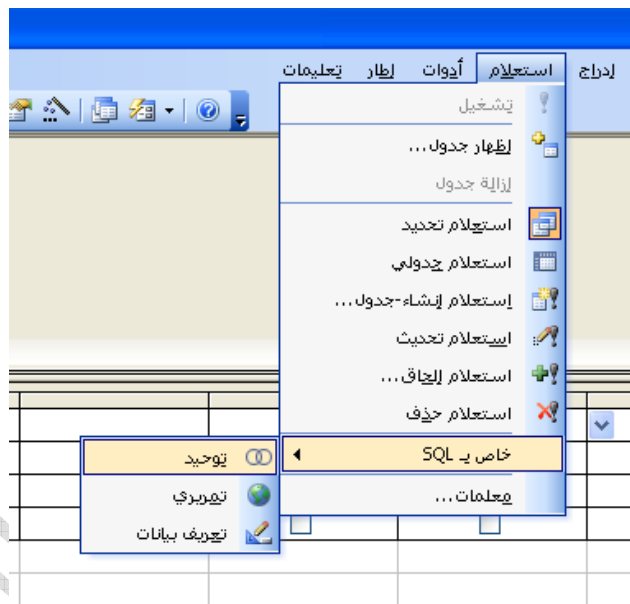 إدراج استعلام أدوات إطار تعليمات
تشغيل
إظهار جدول...
إزالة جدول
استعلام تحديد
استعلام جدولي
إستعلام إنشاء-جدول...
استعلام تحديث
استعلام إلحاق...
استعلام حذف
خاص بـ SQL
توحيد
تمريري
تعريف بيانات
معلمات...